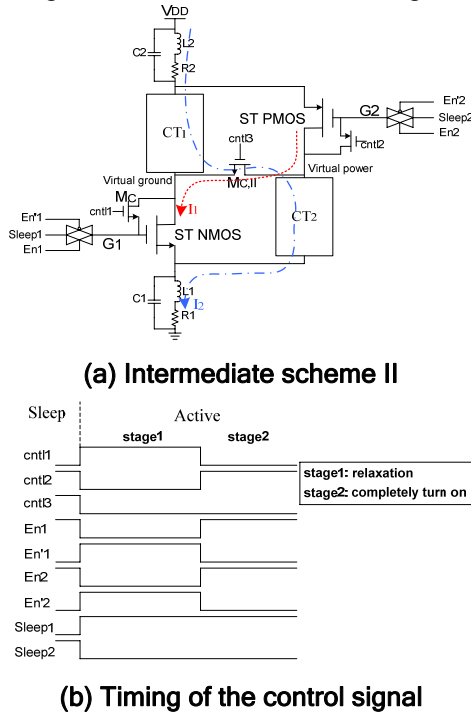 VDD
C2
L2
R2
CT1
ST PMOS
G2
En'2
Sleep2
En2
cntl2
cntl3
Virtual ground
Virtual power
MC,II
CT2
MC
cntl1
En'1
Sleep1
En1
G1
I1
ST NMOS
C1
L1
R1
I2
(a) Intermediate scheme II
Sleep
Active
stage1
stage2
cntl1
cntl2
cntl3
En1
En'1
En2
En'2
Sleep1
Sleep2
stage1: relaxation
stage2: completely turn on
(b) Timing of the control signal